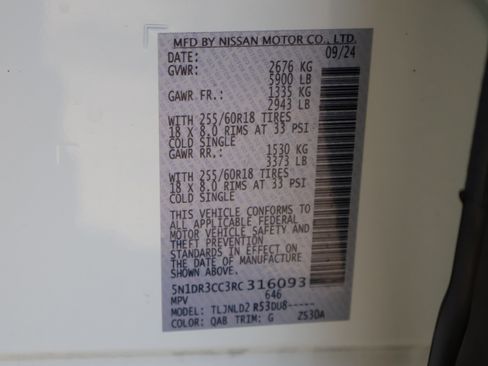 MFD BY NISSAN MOTOR CO., LTD.
DATE: 09/24
GVWR: 2676 KG
5900 LB
GAWR FR.: 1335 KG
2943 LB
WITH 255/60R18 TIRES
18 X 8.0 RIMS AT 33 PSI
COLD SINGLE
GAWR RR.: 1530 KG
3373 LB
WITH 255/60R18 TIRES
18 X 8.0 RIMS AT 33 PSI
COLD SINGLE
THIS VEHICLE CONFORMS TO
ALL APPLICABLE FEDERAL
MOTOR VEHICLE SAFETY AND
THEFT PREVENTION
STANDARDS IN EFFECT ON
THE DATE OF MANUFACTURE
SHOWN ABOVE.
5N1DR3CC3RC316093
MPV 646
MODEL: TLJNLD2 R53DU8-----
COLOR: QAB TRIM: G Z53DA